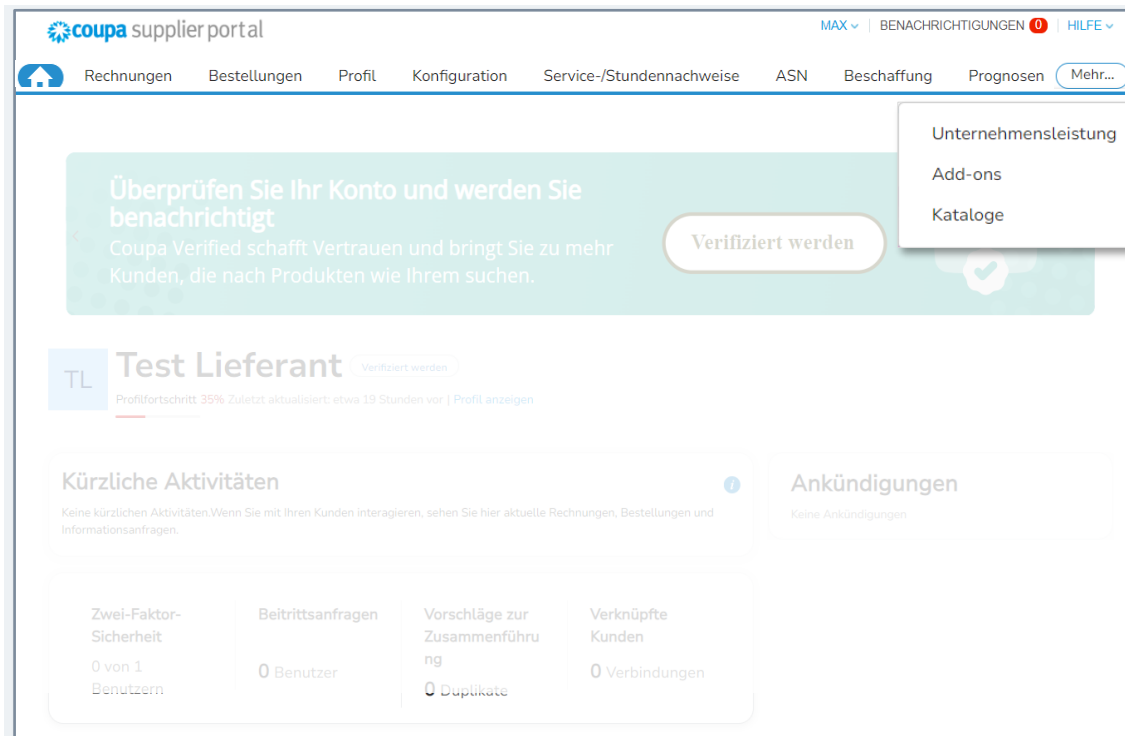 coupa supplier portal
MAX BENACHRICHTIGUNGEN 0 HILFE
Rechnungen Bestellungen Profil Konfiguration Service-/Stundennachweise ASN Beschaffung Prognosen Mehr...
Unternehmensleistung
Add-ons
Kataloge
Überprüfen Sie Ihr Konto und werden Sie
benachrichtigt
Coupa Verified schafft Vertrauen und bringt Sie zu mehr
Kunden, die nach Produkten wie Ihrem suchen.
Verifiziert werden
TL
Test Lieferant Verifiziert werden
Profilfortschritt 35% Zuletzt aktualisiert: etwa 19 Stunden vor | Profil anzeigen
Kürzliche Aktivitäten
Keine kürzlichen Aktivitäten.Wenn Sie mit Ihren Kunden interagieren, sehen Sie hier aktuelle Rechnungen, Bestellungen und
Informationsanfragen.
Ankündigungen
Keine Ankündigungen
Zwei-Faktor-
Sicherheit
0 von 1
Benutzern
Beitrittsanfragen
0 Benutzer
Vorschläge zur
Zusammenführu
ng
0 Duplikate
Verknüpfte
Kunden
0 Verbindungen